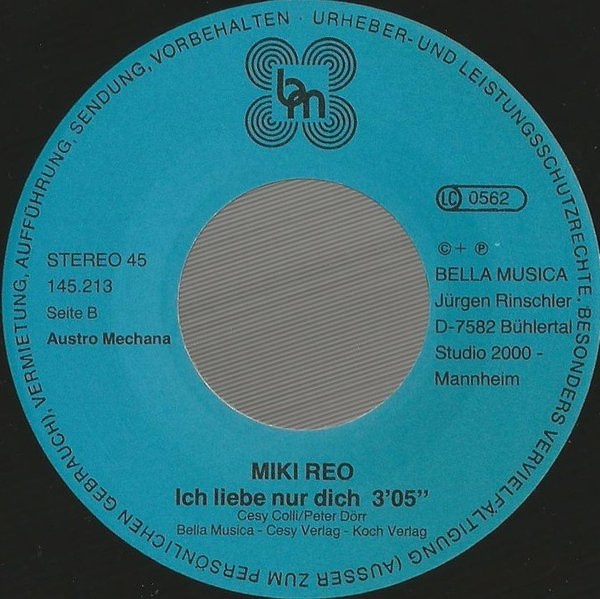 URHEBER- UND LEISTUNGSSCHUTZRECHTE, BESONDERS VERVIELFÄLTIGUNG (AUSSER ZUM PERSÖNLICHEN GEBRAUCH), VERMIETUNG, AUFFÜHRUNG, SENDUNG, VORBEHALTEN ·
bm
LC 0562
STEREO 45
145.213
Seite B
Austro Mechana
© + ℗
BELLA MUSICA
Jürgen Rinschler
D-7582 Bühlertal
Studio 2000 -
Mannheim
MIKI REO
Ich liebe nur dich 3'05"
Cesy Colli/Peter Dörr
Bella Musica - Cesy Verlag - Koch Verlag